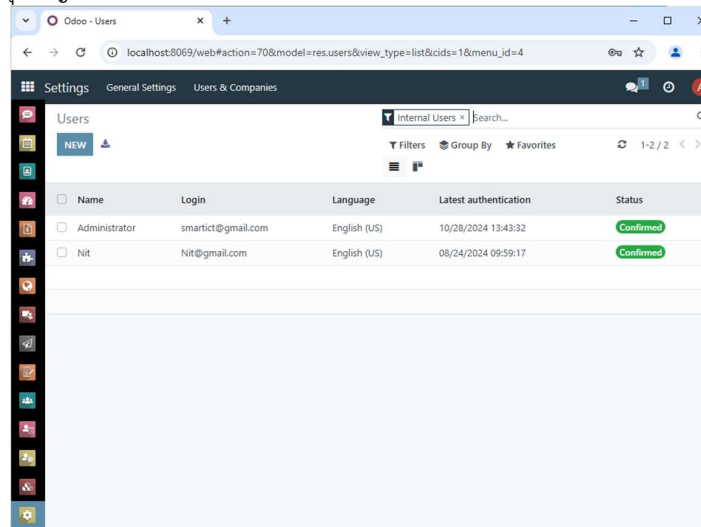 Odoo - Users
localhost:8069/web#action=70&model=res.users&view_type=list&cids=1&menu_id=4
Settings General Settings Users & Companies 1
Users Internal Users × Search...
NEW Filters Group By Favorites 1-2 / 2
Name Login Language Latest authentication Status
Administrator smartict@gmail.com English (US) 10/28/2024 13:43:32 Confirmed
Nit Nit@gmail.com English (US) 08/24/2024 09:59:17 Confirmed